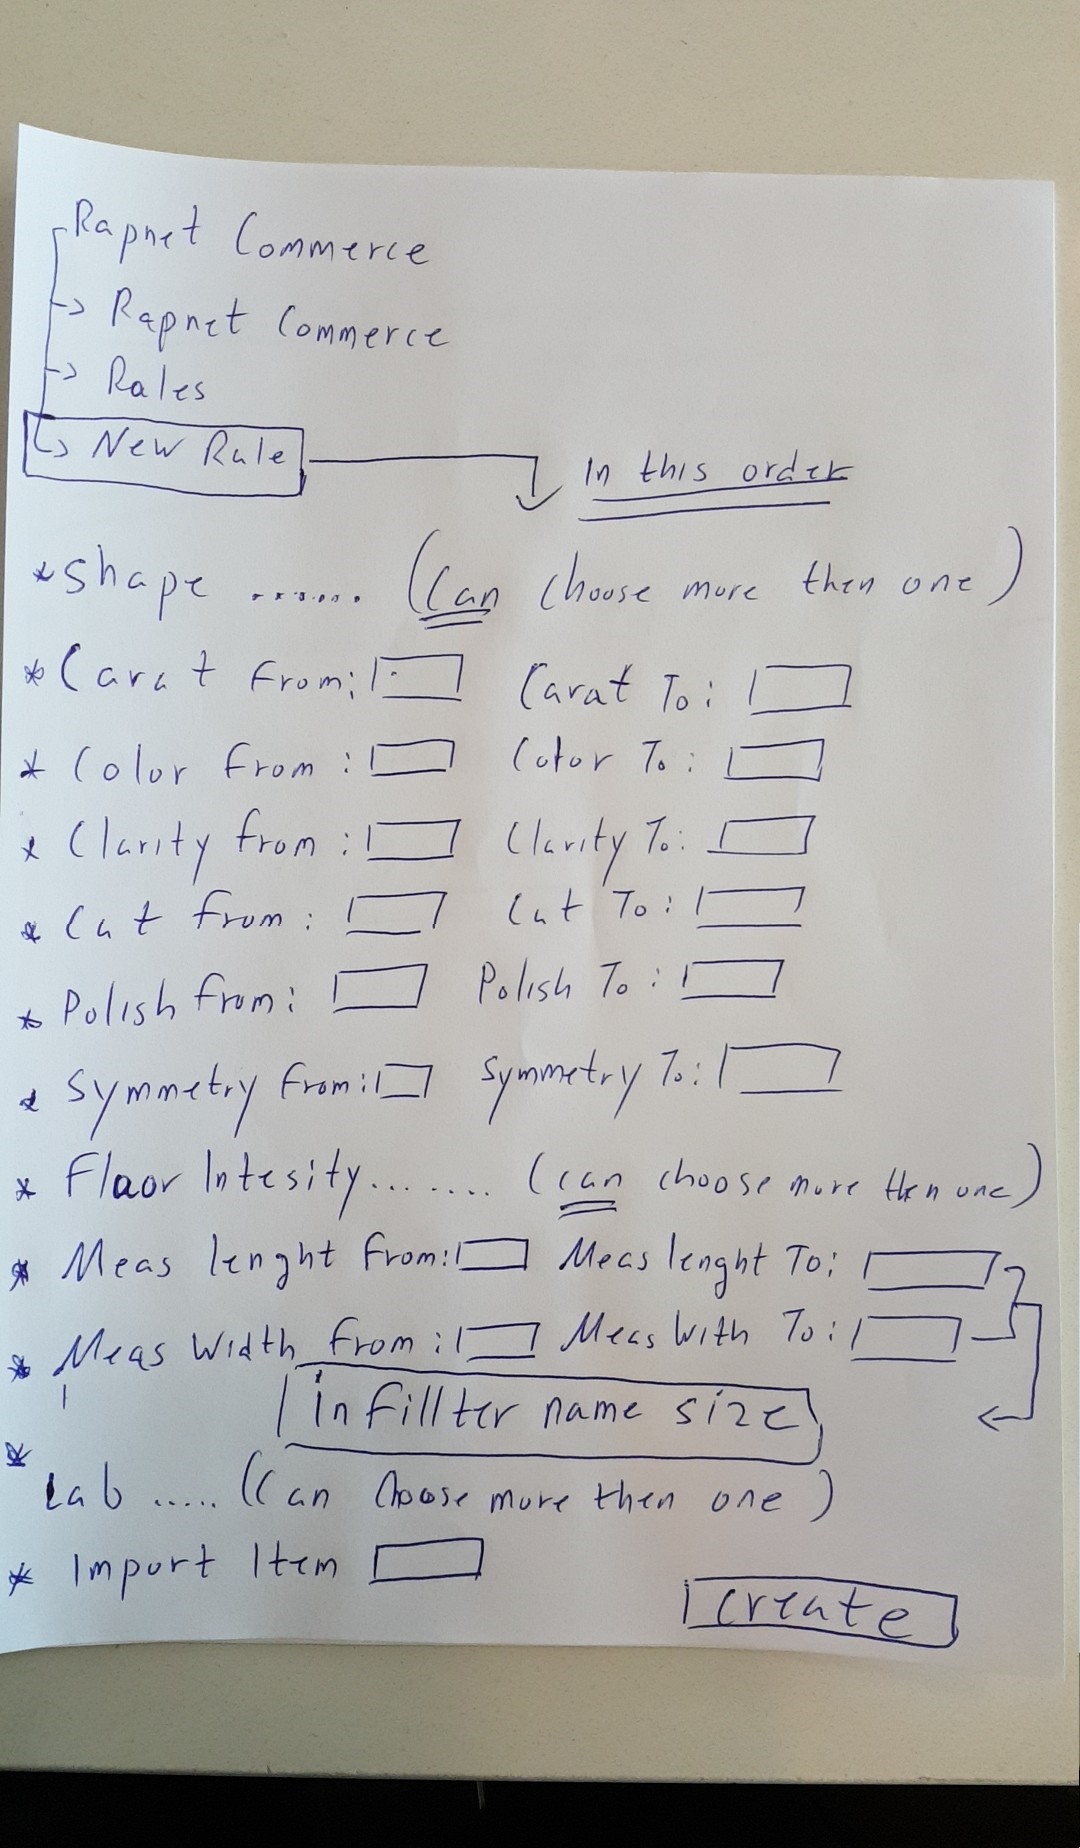 Rapnet Commerce
-> Rapnet Commerce
-> Rules
-> New Rule
In this order
* Shape ....... (Can choose more then one)
* Carat From: Carat To:
* Color from: Color To:
* Clarity from: Clarity To:
* Cut from: Cut To:
* Polish from: Polish To:
* Symmetry From: Symmetry To:
* Fluor Intesity........ (can choose more then one)
* Meas lenght From: Meas lenght To:
* Meas Width From: Meas With To:
in fillter name size
* Lab ..... (Can Choose more then one)
* Import Item
create